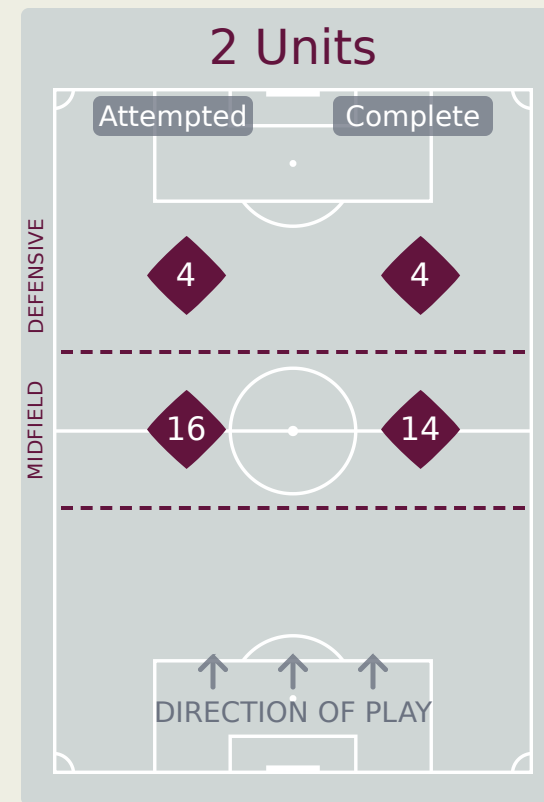 2 Units
Attempted Complete
DEFENSIVE
4 4
MIDFIELD
16 14
DIRECTION OF PLAY